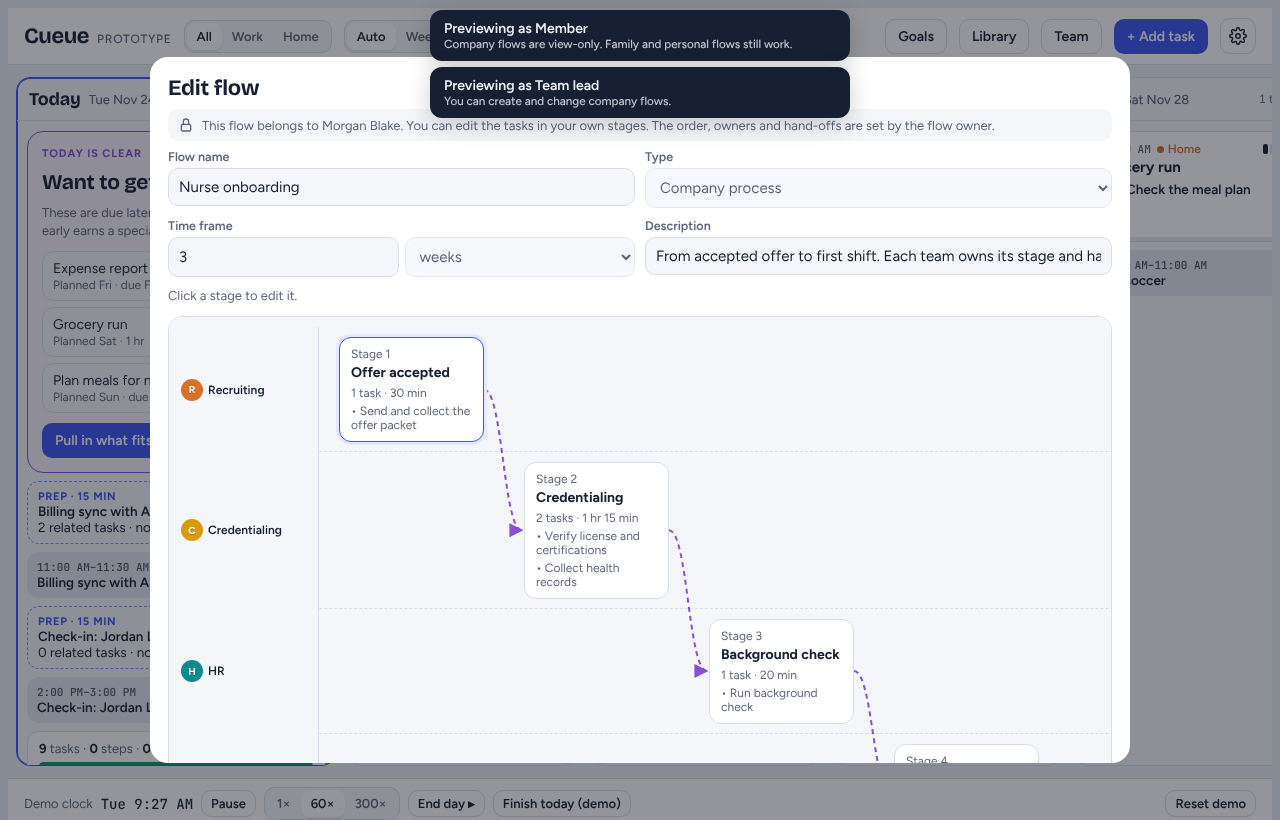 Cueue PROTOTYPE
All Work Home
Auto
Previewing as Member
Company flows are view-only. Family and personal flows still work.
Previewing as Team lead
You can create and change company flows.
Goals Library Team + Add task
Today Tue Nov 24
Sat Nov 28
TODAY IS CLEAR
These are due
Expense report
Planned Fri · due
Grocery run
Planned Sat · 1 hr
Plan meals for
Planned Sun · due
Pull in what fits
PREP · 15 MIN
Billing sync with
2 related tasks
11:00 AM–11:30 AM
Billing sync with
PREP · 15 MIN
Check-in: Jordan
0 related tasks
2:00 PM–3:00 PM
Check-in: Jordan
9 tasks · 0 steps · 0
AM Home
run
Check the meal plan
AM–11:00 AM
Edit flow
This flow belongs to Morgan Blake. You can edit the tasks in your own stages. The order, owners and hand-offs are set by the flow owner.
Flow name
Nurse onboarding
Type
Company process
Time frame
3
weeks
Description
From accepted offer to first shift. Each team owns its stage and ha
Click a stage to edit it.
R Recruiting
Stage 1
Offer accepted
1 task · 30 min
• Send and collect the
offer packet
C Credentialing
Stage 2
Credentialing
2 tasks · 1 hr 15 min
• Verify license and
certifications
• Collect health
records
H HR
Stage 3
Background check
1 task · 20 min
• Run background
check
Stage 4
Demo clock Tue 9:27 AM Pause 1× 60× 300× End day ▸ Finish today (demo) Reset demo